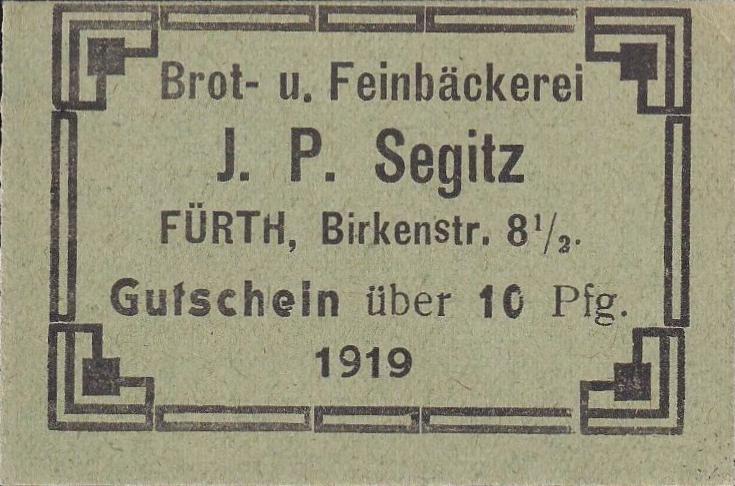 Brot- u. Feinbäckerei
J. P. Segitz
FÜRTH, Birkenstr. 8½.
Gutschein über 10 Pfg.
1919